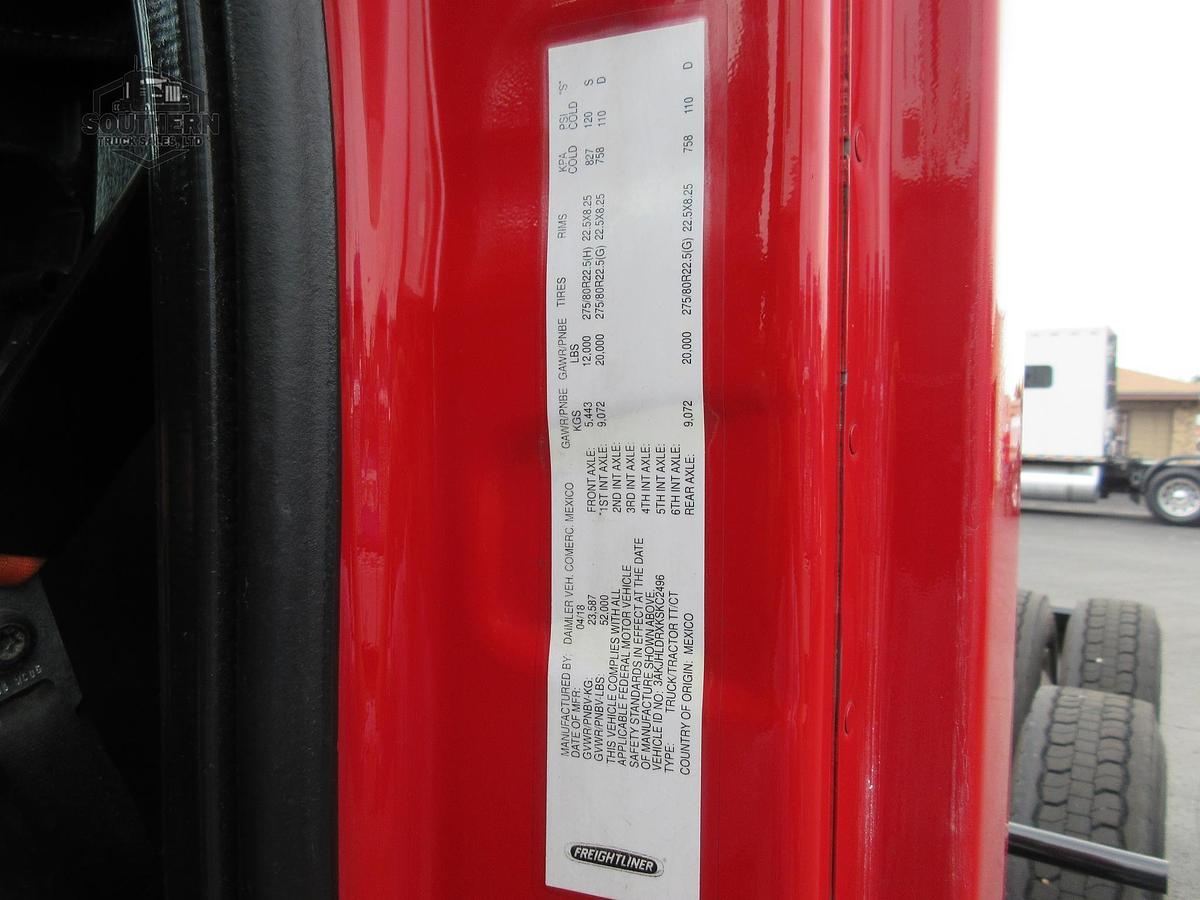 SOUTHERN
TRUCK SALES, LTD
FREIGHTLINER
MANUFACTURED BY: DAIMLER VEH. COMERC. MEXICO
DATE OF MFR: 04/18
GVWR/PNBV-KG: 23,587
GVWR/PNBV-LBS 52,000
THIS VEHICLE COMPLIES WITH ALL
APPLICABLE FEDERAL MOTOR VEHICLE
SAFETY STANDARDS IN EFFECT AT THE DATE
OF MANUFACTURE SHOWN ABOVE.
VEHICLE ID NO. 3AKJHLDRXKSKC2496
TYPE: TRUCK/TRACTOR TT/CT
COUNTRY OF ORIGIN: MEXICO
GAWR/PNBE GAWR/PNBE TIRES RIMS KPA PSI "S"
KGS LBS COLD COLD
FRONT AXLE: 5,443 12,000 275/80R22.5(H) 22.5X8.25 827 120 S
*1ST INT AXLE: 9,072 20,000 275/80R22.5(G) 22.5X8.25 758 110 D
2ND INT AXLE:
3RD INT AXLE:
4TH INT AXLE:
5TH INT AXLE:
6TH INT AXLE:
REAR AXLE: 9,072 20,000 275/80R22.5(G) 22.5X8.25 758 110 D